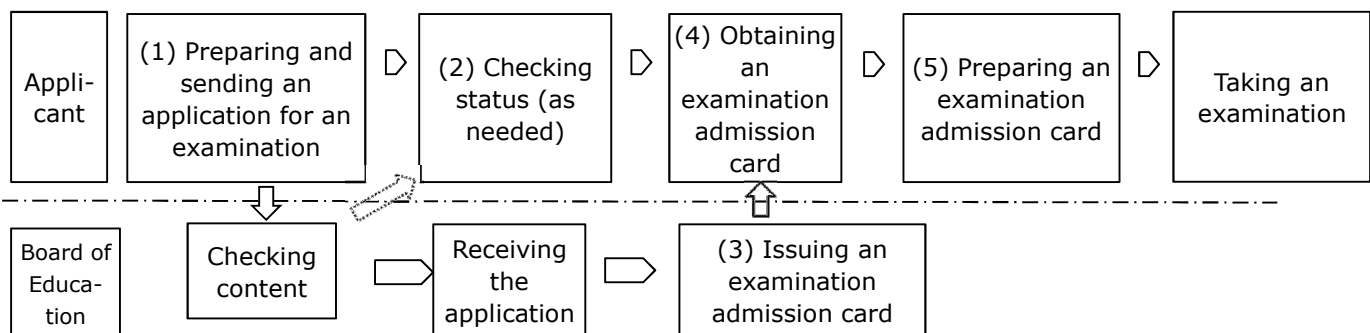 Appli-
cant
(1) Preparing and
sending an
application for an
examination
(2) Checking
status (as
needed)
(4) Obtaining
an
examination
admission
card
(5) Preparing an
examination
admission card
Taking an
examination
Board of
Educa-
tion
Checking
content
Receiving
the
application
(3) Issuing an
examination
admission card